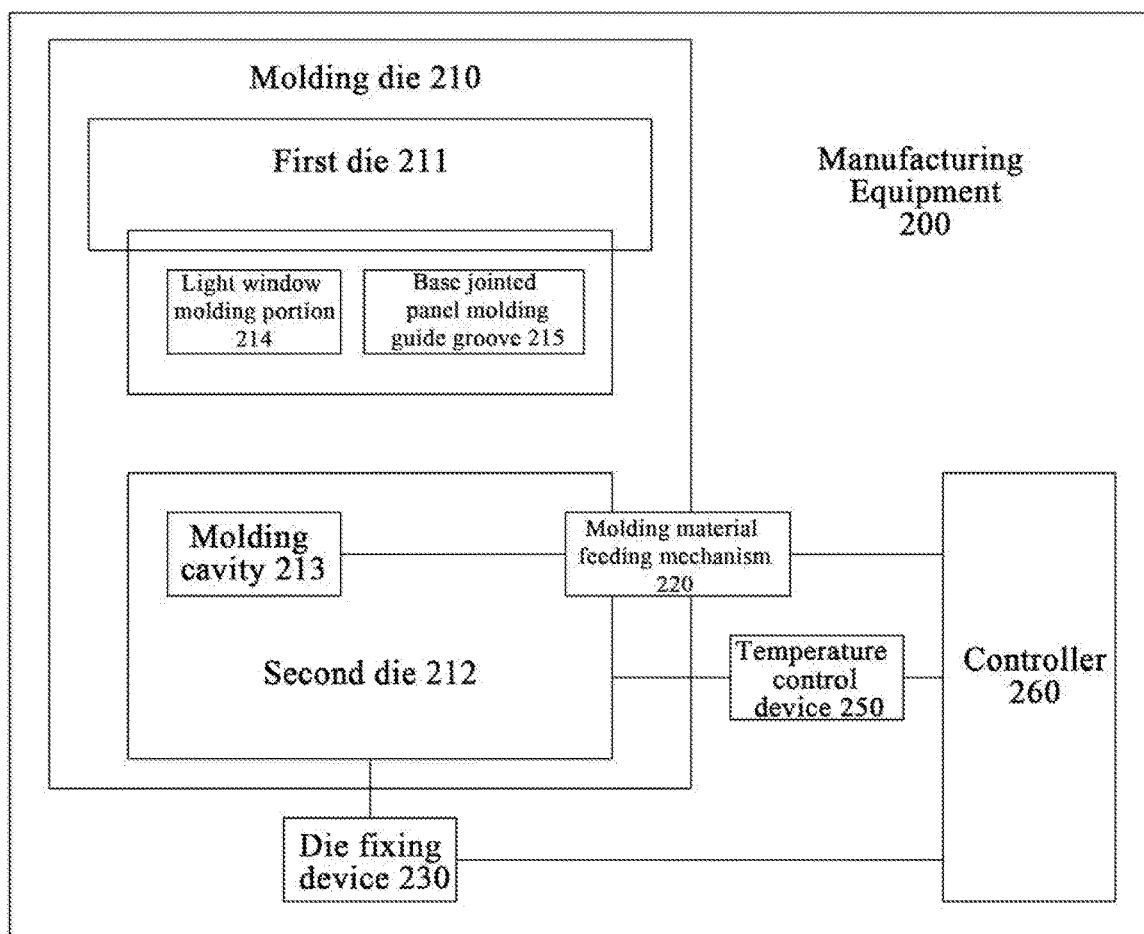 Molding die 210
First die 211
Manufacturing
Equipment
200
Light window
molding portion
214
Base jointed
panel molding
guide groove 215
Molding
cavity 213
Molding material
feeding mechanism
220
Second die 212
Temperature
control
device 250
Controller
260
Die fixing
device 230